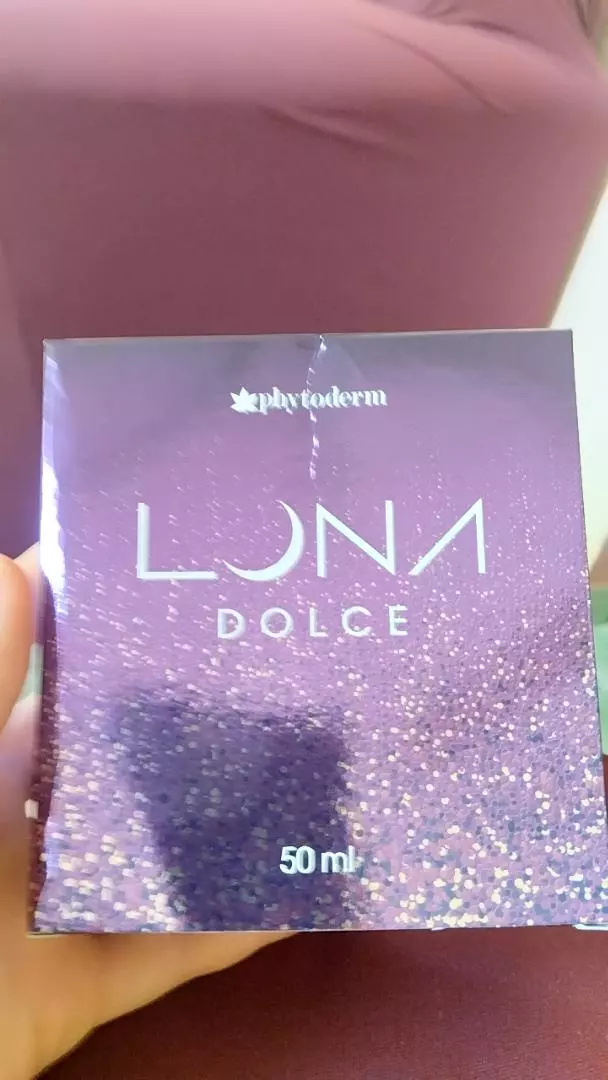 phytoderm
LUNA
DOLCE
50 ml